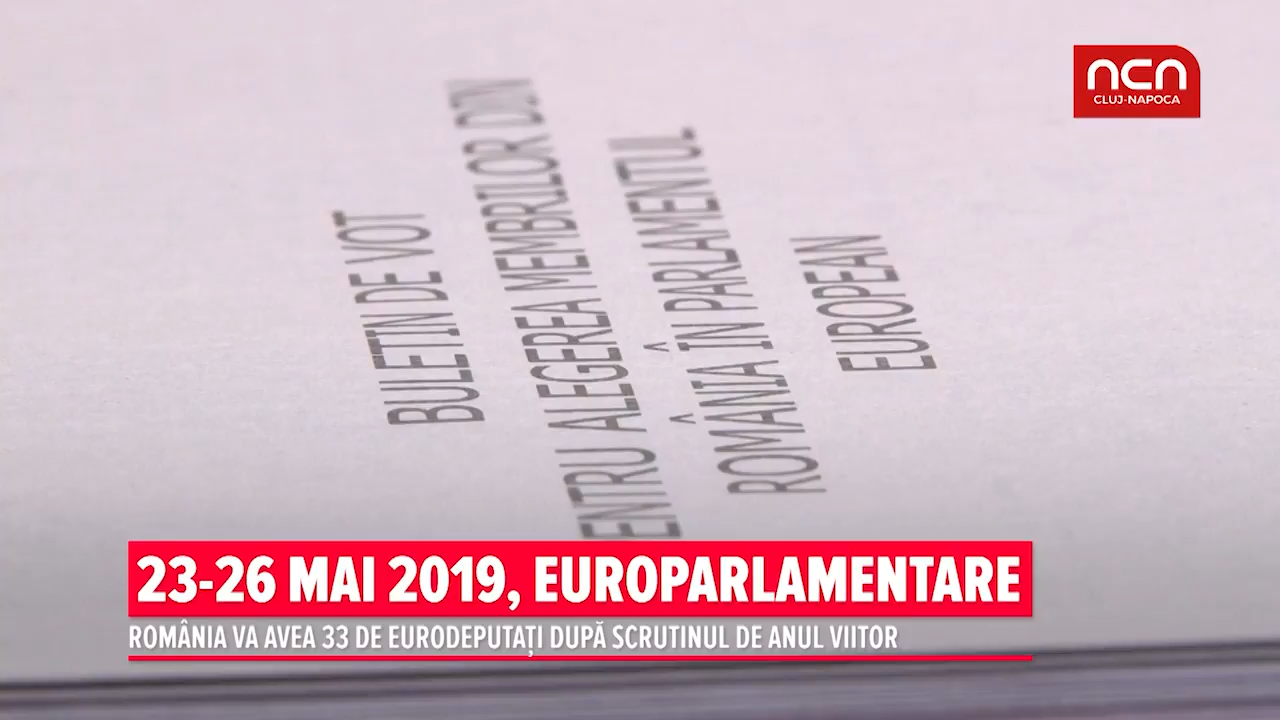 ncn
CLUJ-NAPOCA
BULETIN DE VOT
ENTRU ALEGEREA MEMBRILOR DIN
ROMÂNIA ÎN PARLAMENTUL
EUROPEAN
23-26 MAI 2019, EUROPARLAMENTARE
ROMÂNIA VA AVEA 33 DE EURODEPUTAȚI DUPĂ SCRUTINUL DE ANUL VIITOR